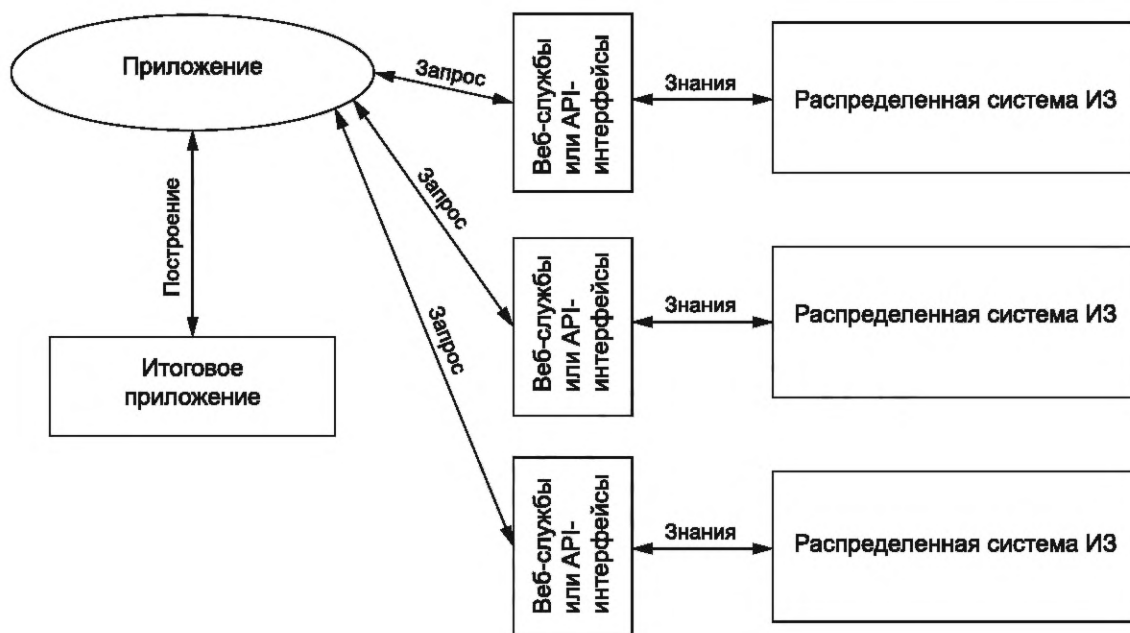 Приложение
Запрос
Веб-службы
или API-
интерфейсы
Знания
Распределенная система ИЗ
Построение
Запрос
Веб-службы
или API-
интерфейсы
Знания
Распределенная система ИЗ
Запрос
Итоговое
приложение
Веб-службы
или API-
интерфейсы
Знания
Распределенная система ИЗ